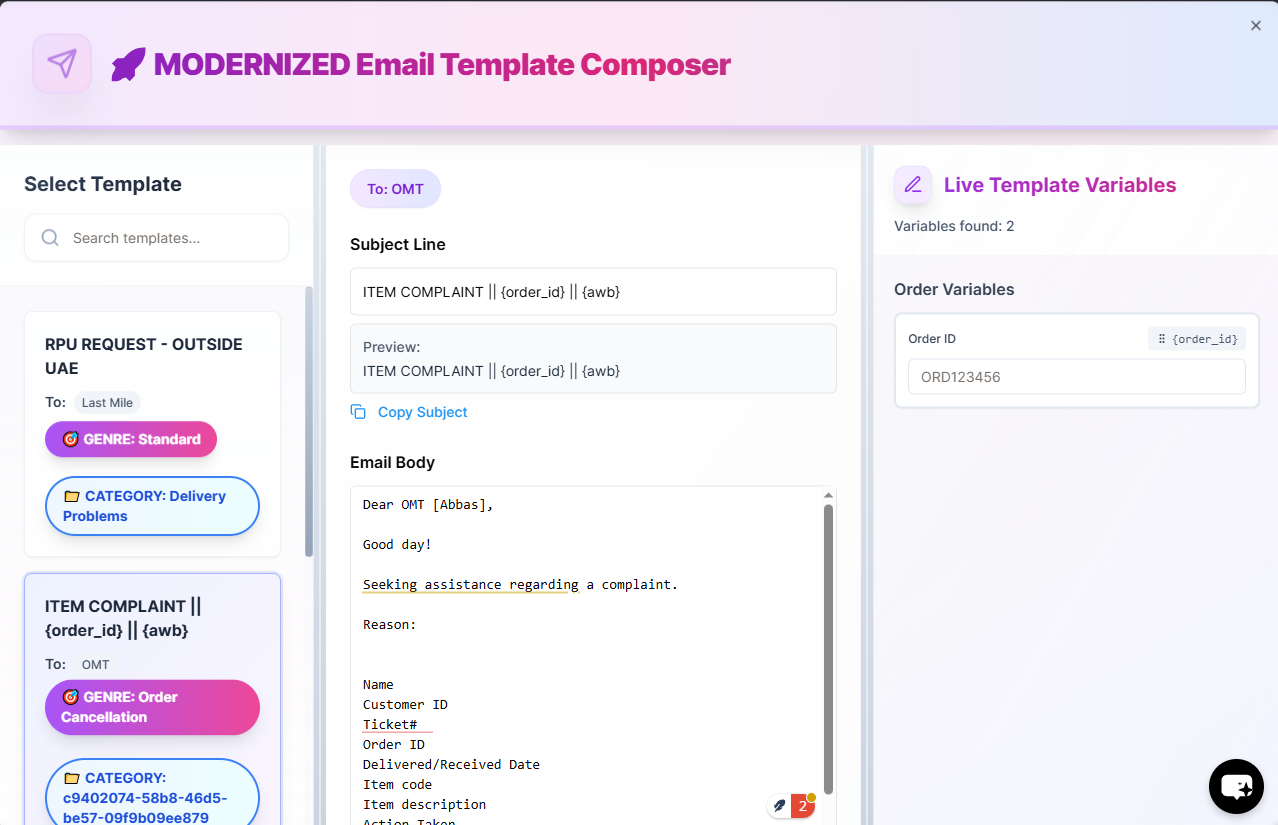 MODERNIZED Email Template Composer
Select Template
Search templates...
RPU REQUEST - OUTSIDE
UAE
To: Last Mile
GENRE: Standard
CATEGORY: Delivery
Problems
ITEM COMPLAINT ||
{order_id} || {awb}
To: OMT
GENRE: Order
Cancellation
CATEGORY:
c9402074-58b8-46d5-
be57-09f9b09ee879
To: OMT
Subject Line
ITEM COMPLAINT || {order_id} || {awb}
Preview:
ITEM COMPLAINT || {order_id} || {awb}
Copy Subject
Email Body
Dear OMT [Abbas],
Good day!
Seeking assistance regarding a complaint.
Reason:
Name
Customer ID
Ticket#
Order ID
Delivered/Received Date
Item code
Item description
Action Taken
2
Live Template Variables
Variables found: 2
Order Variables
Order ID
{order_id}
ORD123456